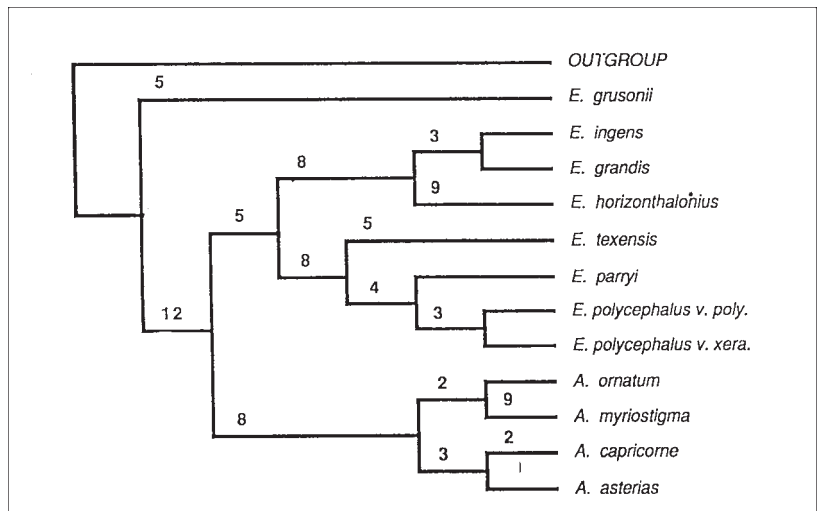 OUTGROUP
5
E. grusonii
3
E. ingens
8
E. grandis
9
E. horizonthalonius
5
5
E. texensis
8
4
E. parryi
12
3
E. polycephalus v. poly.
E. polycephalus v. xera.
2
A. ornatum
9
8
A. myriostigma
2
3
A. capricorne
A. asterias